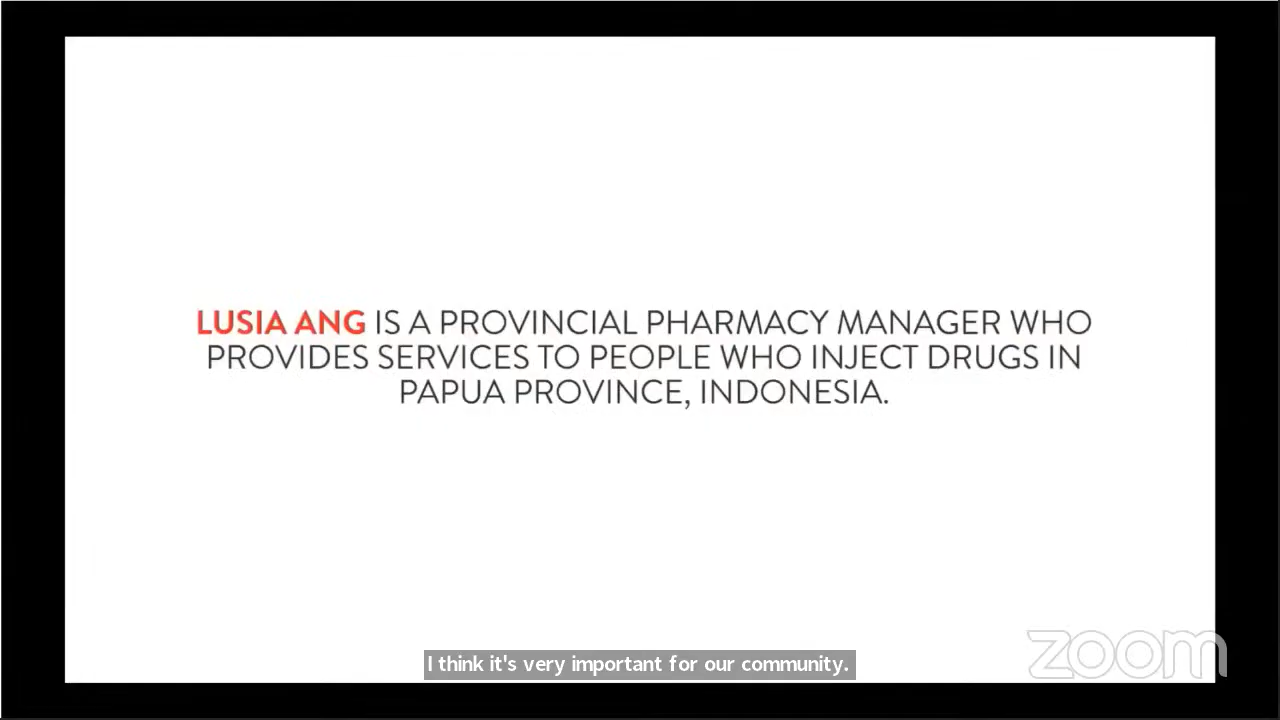 LUSIA ANG IS A PROVINCIAL PHARMACY MANAGER WHO
PROVIDES SERVICES TO PEOPLE WHO INJECT DRUGS IN
PAPUA PROVINCE, INDONESIA.
I think it's very important for our community.
zoom